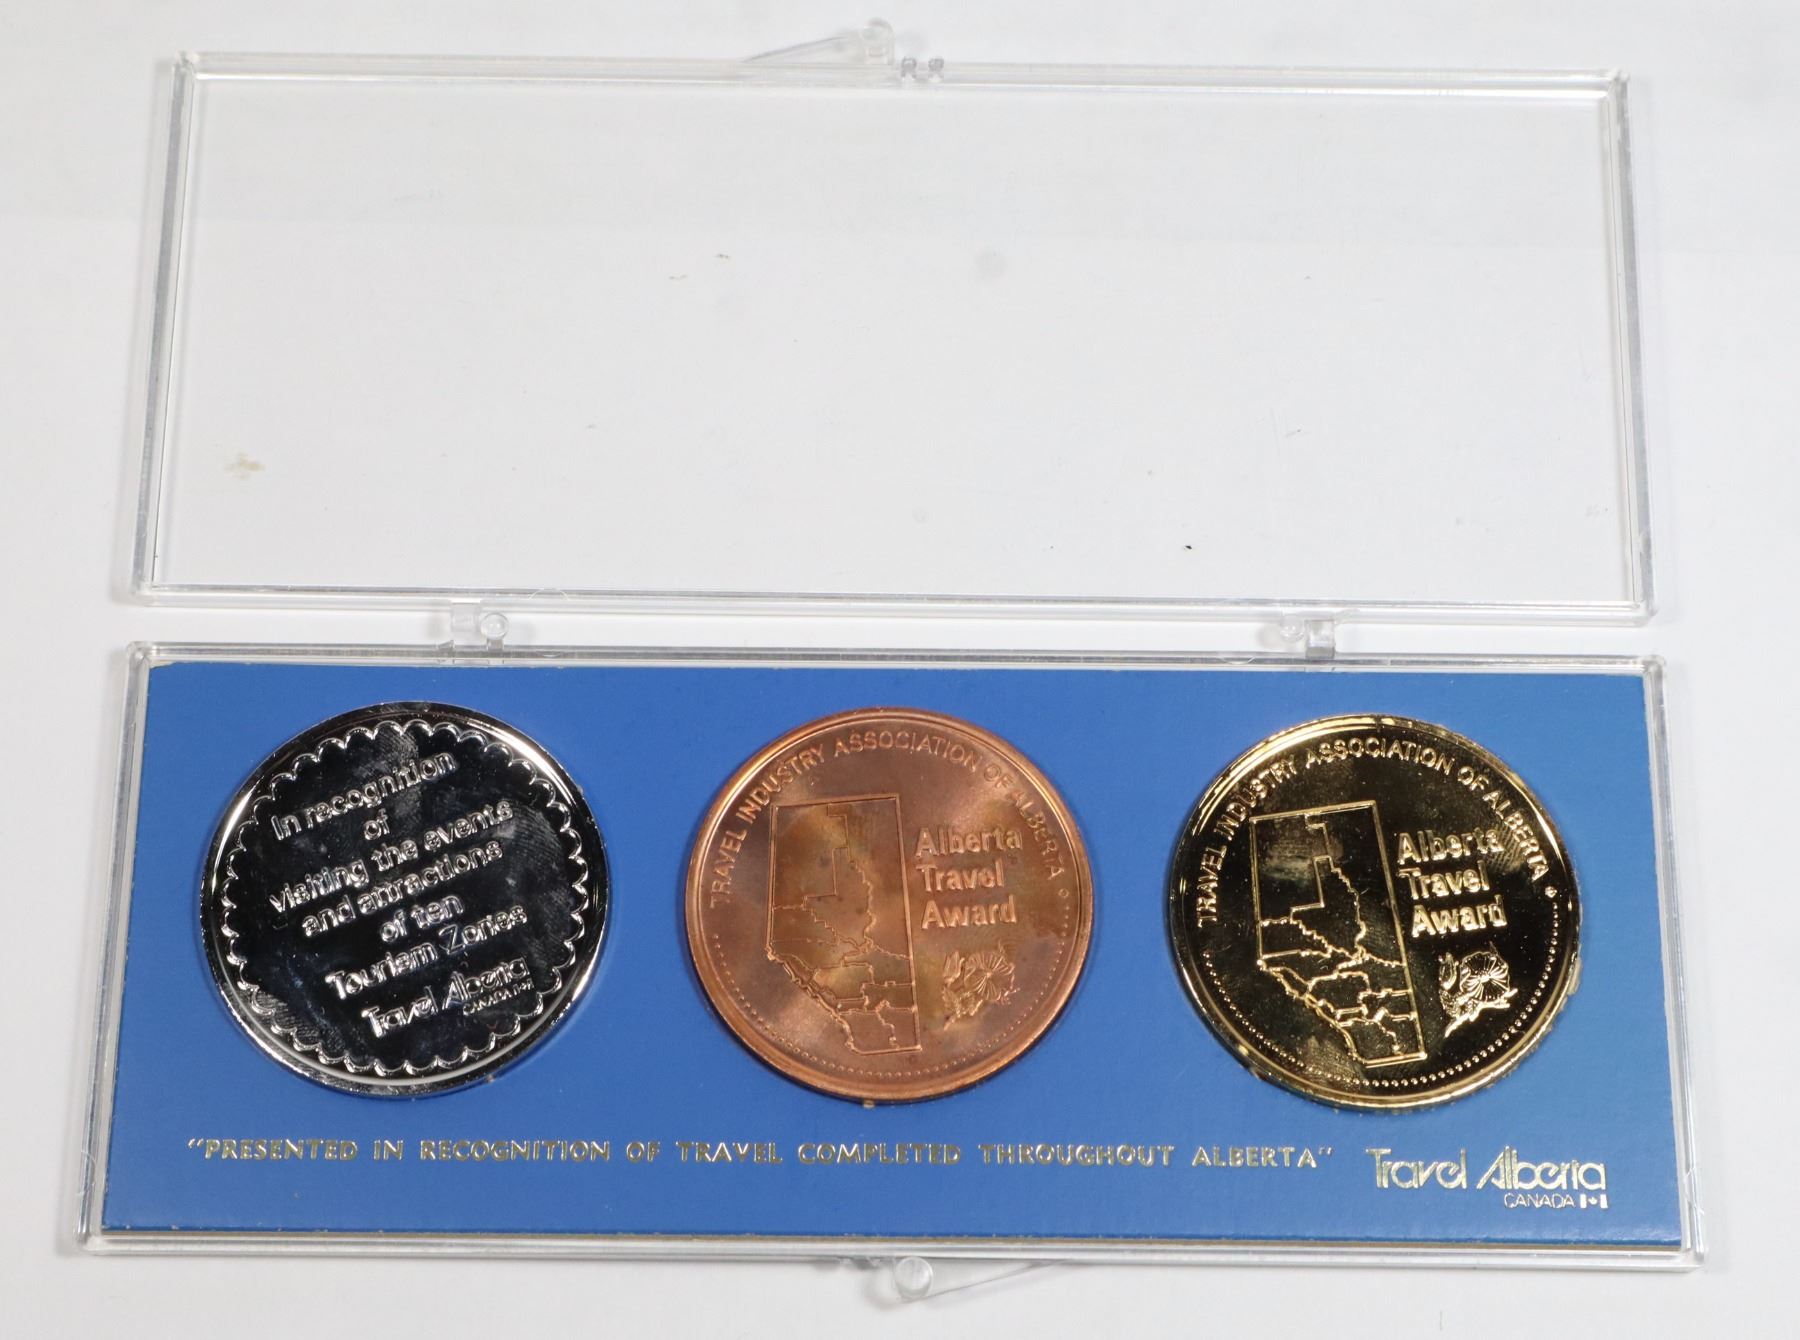 In recognition
of
visiting the events
and attractions
of ten
Tourism Zones
Travel Alberta
CANADA
TRAVEL INDUSTRY ASSOCIATION OF ALBERTA
Alberta
Travel
Award
TRAVEL INDUSTRY ASSOCIATION OF ALBERTA
Alberta
Travel
Award
"PRESENTED IN RECOGNITION OF TRAVEL COMPLETED THROUGHOUT ALBERTA"
Travel Alberta
CANADA